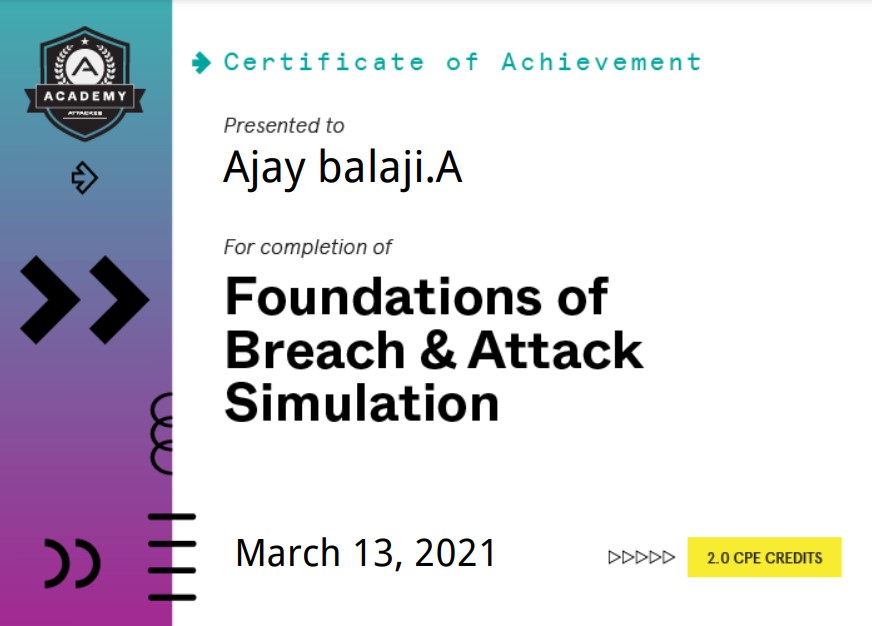 ACADEMY
ATTACKIQ
Certificate of Achievement
Presented to
Ajay balaji.A
For completion of
Foundations of
Breach & Attack
Simulation
March 13, 2021
2.0 CPE CREDITS